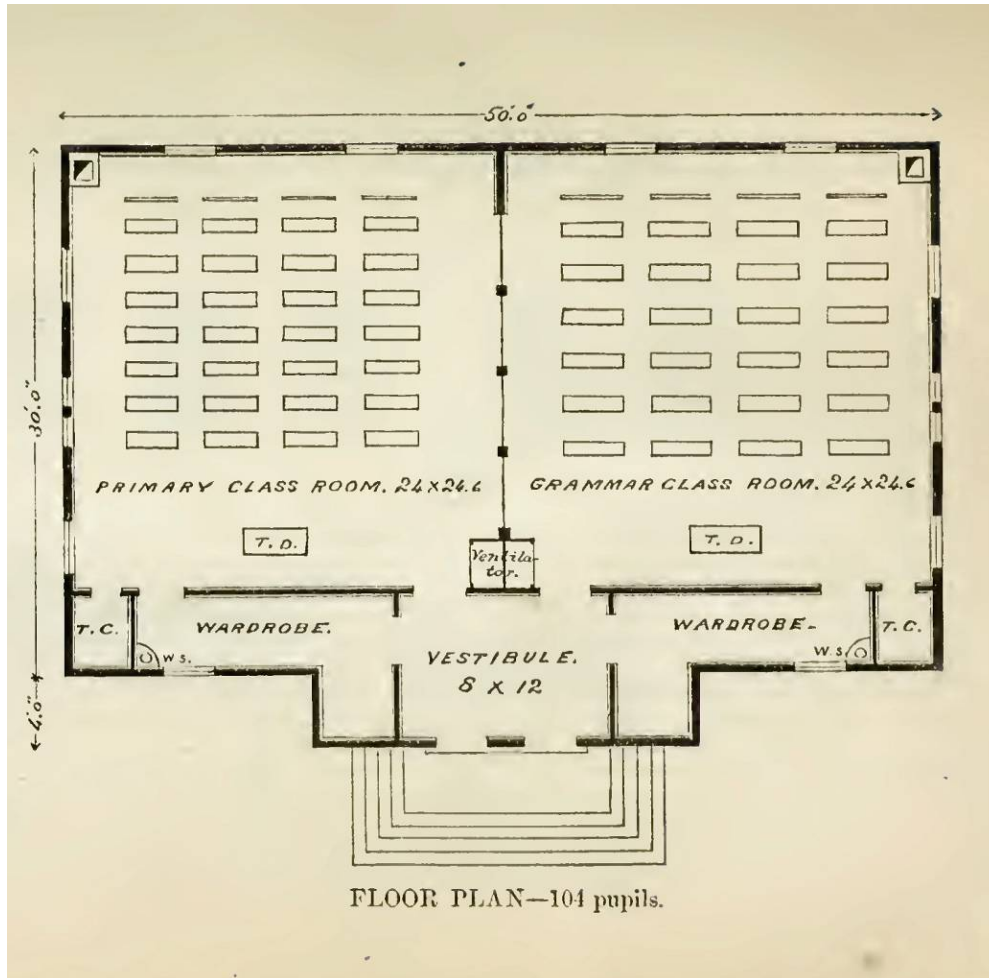 50'.0"
30'.0"
PRIMARY CLASS ROOM. 24 X 24.6
GRAMMAR CLASS ROOM. 24 X 24.6
T. D.
Ventila-
tor.
T. D.
T. C.
WARDROBE.
W.S.
VESTIBULE.
8 X 12
WARDROBE-
W.S.
T. C.
4'.0"
FLOOR PLAN—104 pupils.